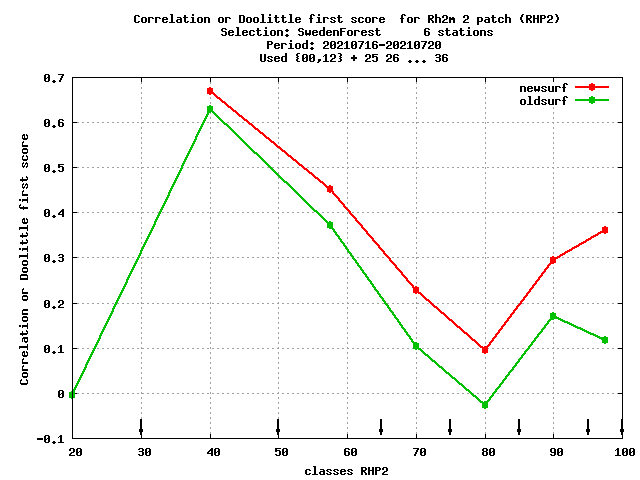 Correlation or Doolittle first score  for Rh2m 2 patch (RHP2)
Selection: SwedenForest      6 stations
Period: 20210716-20210720
Used {00,12} + 25 26 ... 36
newsurf
oldsurf
Correlation or Doolittle first score
0.7
0.6
0.5
0.4
0.3
0.2
0.1
0
-0.1
20 30 40 50 60 70 80 90 100
classes RHP2